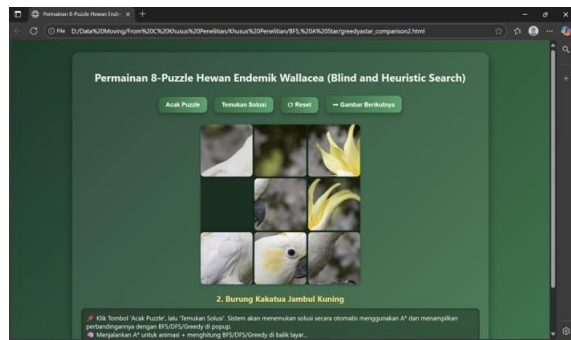 Permainan 8-Puzzle Hewan Ende
File
D:/Data%20Moving/From%20C%20Khusus%20Penelitian/Khusus%20Penelitian/BFS,%20A%20Star/greedyastar_comparison2.html
Permainan 8-Puzzle Hewan Endemik Wallacea (Blind and Heuristic Search)
Acak Puzzle
Temukan Solusi
Reset
Gambar Berikutnya
2. Burung Kakatua Jambul Kuning
📌 Klik Tombol 'Acak Puzzle', lalu 'Temukan Solusi'. Sistem akan menemukan solusi secara otomatis menggunakan A* dan menampilkan
perbandingannya dengan BFS/DFS/Greedy di popup.
🧠 Menjalankan A* untuk animasi + menghitung BFS/DFS/Greedy di balik layar...